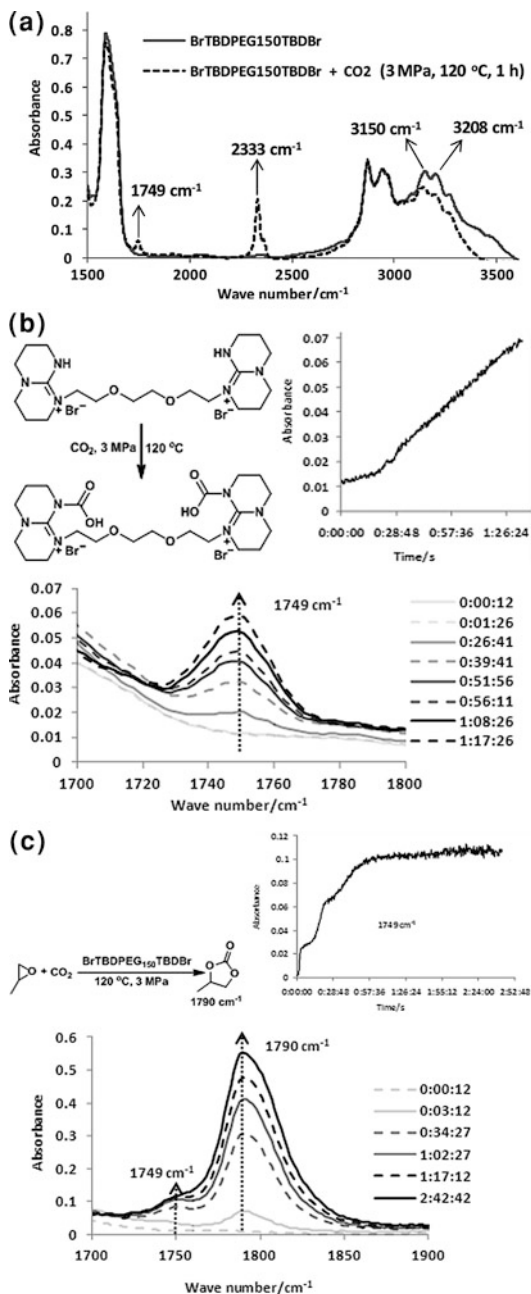 (a)
BrTBDPEG150TBDBr
BrTBDPEG150TBDBr + CO2 (3 MPa, 120 °C, 1 h)
Absorbance
0.8
0.7
0.6
0.5
0.4
0.3
0.2
0.1
0
1749 cm-1
2333 cm-1
3150 cm-1
3208 cm-1
1500 2000 2500 3000 3500
Wave number/cm-1
(b)
NH
HN
N
N
N+
Br-
O
O
N+
Br-
CO2, 3 MPa
120 °C
O
OH
O
HO
N
N
N
N
N+
Br-
O
O
N+
Br-
Absorbance
0.07
0.06
0.05
0.04
0.03
0.02
0.01
0
0:00:00 0:28:48 0:57:36 1:26:24
Time/s
Absorbance
0.07
0.06
0.05
0.04
0.03
0.02
0.01
0
1749 cm-1
1700 1720 1740 1760 1780 1800
Wave number/cm-1
0:00:12
0:01:26
0:26:41
0:39:41
0:51:56
0:56:11
1:08:26
1:17:26
(c)
O + CO2
BrTBDPEG150TBDBr
120 °C, 3 MPa
O
O
O
1790 cm-1
Absorbance
0.12
0.1
0.08
0.06
0.04
0.02
0
1749 cm-1
0:00:00 0:28:48 0:57:36 1:26:24 1:55:12 2:24:00 2:52:48
Time/s
Absorbance
0.6
0.5
0.4
0.3
0.2
0.1
0
1749 cm-1
1790 cm-1
1700 1750 1800 1850 1900
Wave number/cm-1
0:00:12
0:03:12
0:34:27
1:02:27
1:17:12
2:42:42